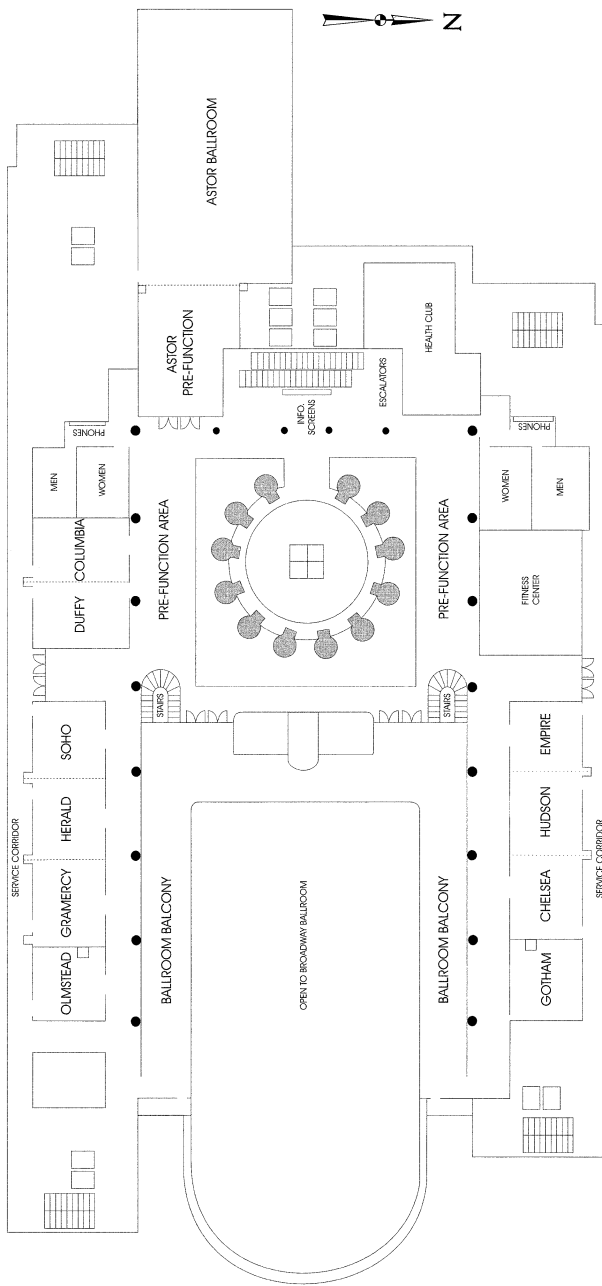 N
ASTOR BALLROOM
ASTOR
PRE-FUNCTION
HEALTH CLUB
ESCALATORS
INFO.
SCREENS
PHONES
PHONES
MEN
WOMEN
WOMEN
MEN
COLUMBIA
DUFFY
PRE-FUNCTION AREA
PRE-FUNCTION AREA
FITNESS
CENTER
STAIRS
STAIRS
SOHO
HERALD
GRAMERCY
OLMSTEAD
SERVICE CORRIDOR
BALLROOM BALCONY
OPEN TO BROADWAY BALLROOM
BALLROOM BALCONY
EMPIRE
HUDSON
CHELSEA
GOTHAM
SERVICE CORRIDOR